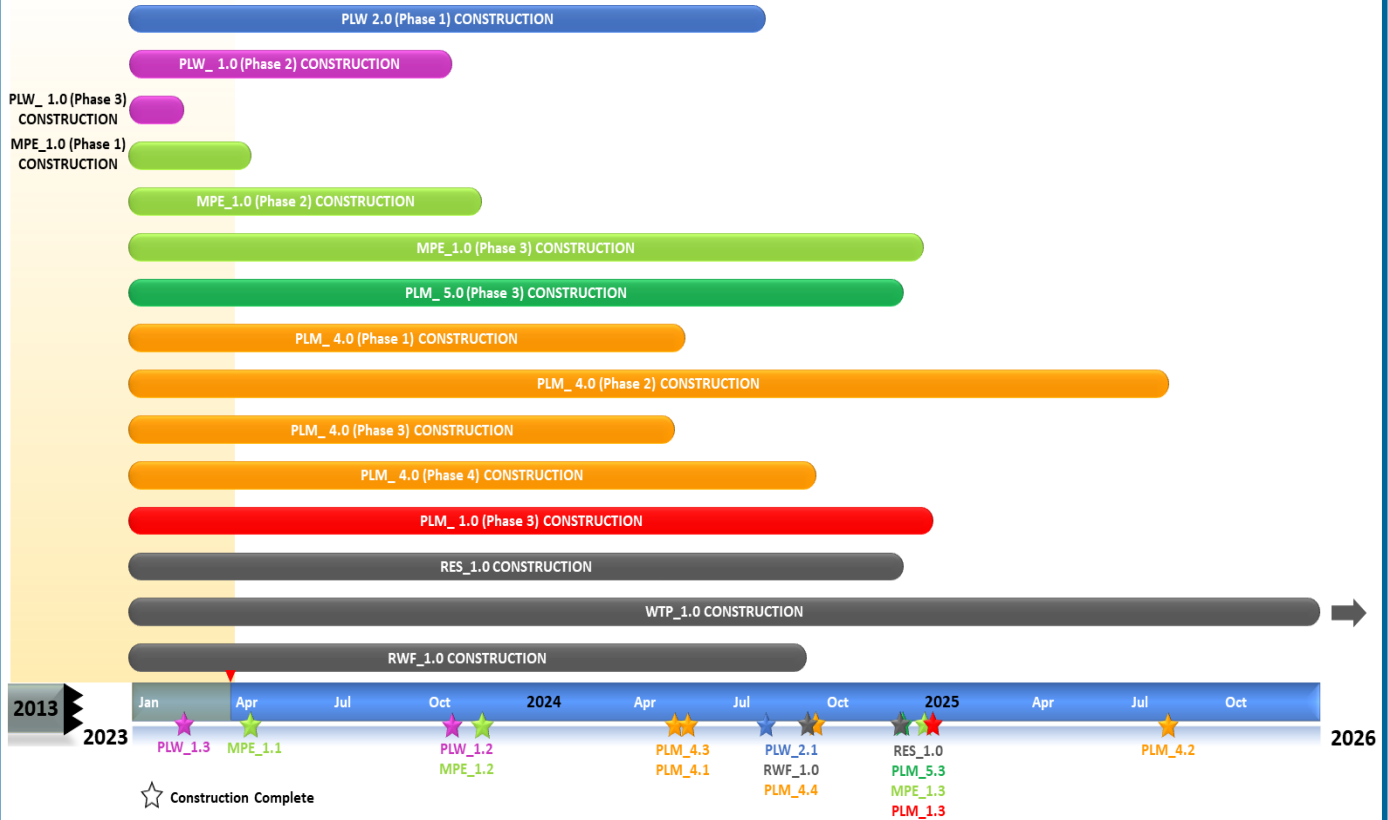 PLW 2.0 (Phase 1) CONSTRUCTION
PLW_ 1.0 (Phase 2) CONSTRUCTION
PLW_ 1.0 (Phase 3)
CONSTRUCTION
MPE_1.0 (Phase 1)
CONSTRUCTION
MPE_1.0 (Phase 2) CONSTRUCTION
MPE_1.0 (Phase 3) CONSTRUCTION
PLM_ 5.0 (Phase 3) CONSTRUCTION
PLM_ 4.0 (Phase 1) CONSTRUCTION
PLM_ 4.0 (Phase 2) CONSTRUCTION
PLM_ 4.0 (Phase 3) CONSTRUCTION
PLM_ 4.0 (Phase 4) CONSTRUCTION
PLM_ 1.0 (Phase 3) CONSTRUCTION
RES_1.0 CONSTRUCTION
WTP_1.0 CONSTRUCTION
RWF_1.0 CONSTRUCTION
2013 Jan Apr Jul Oct 2024 Apr Jul Oct 2025 Apr Jul Oct
2023 2026
PLW_1.3 MPE_1.1 PLW_1.2 PLM_4.3 PLW_2.1 RES_1.0 PLM_4.2
MPE_1.2 PLM_4.1 RWF_1.0 PLM_5.3
PLM_4.4 MPE_1.3
PLM_1.3
Construction Complete